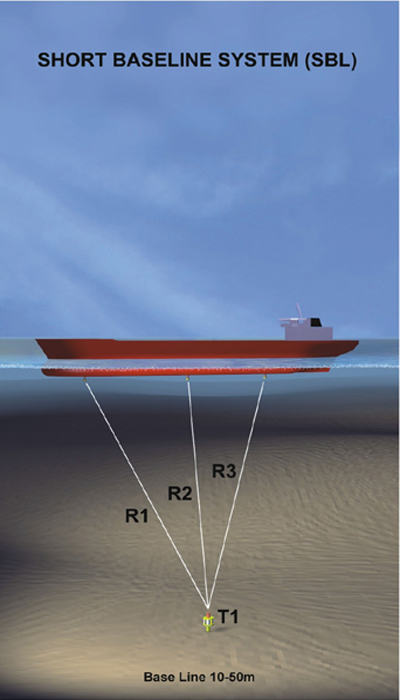 SHORT BASELINE SYSTEM (SBL)
R3
R2
R1
T1
Base Line 10-50m